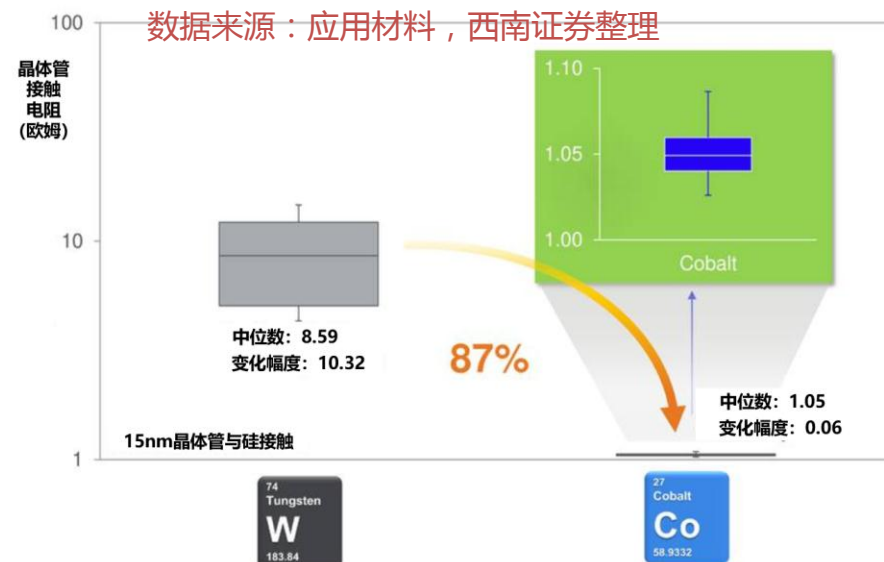 数据来源：应用材料，西南证券整理
100
晶体管
接触
电阻
(欧姆)
10
1
1.10
1.05
1.00
Cobalt
中位数：8.59
变化幅度：10.32
87%
中位数：1.05
变化幅度：0.06
15nm晶体管与硅接触
74
Tungsten
W
183.84
27
Cobalt
Co
58.9332